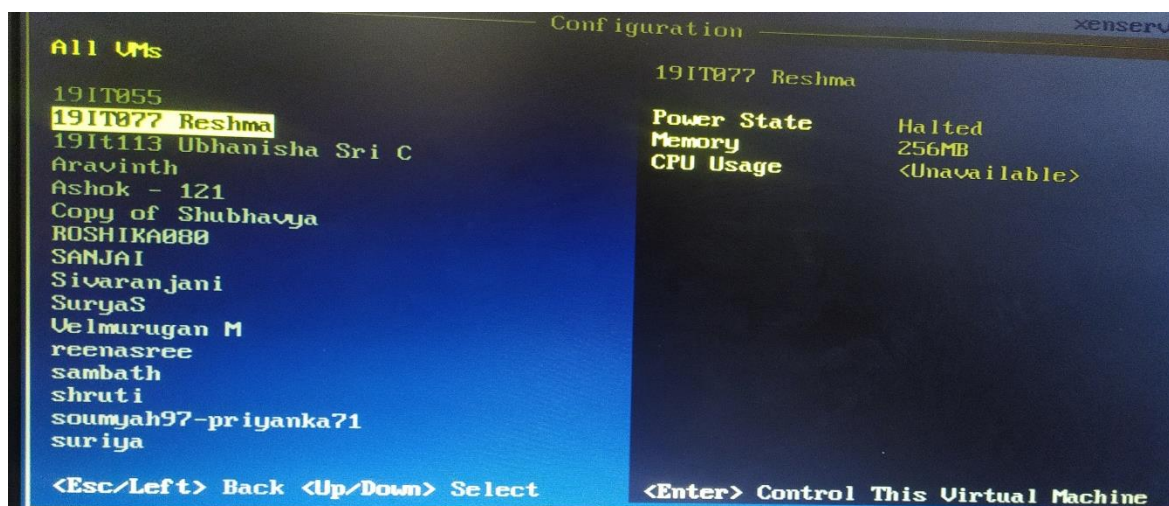 Configuration
xenserv
All VMs
19IT055
19IT077 Reshma
19It113 Ubhanisha Sri C
Aravinth
Ashok - 121
Copy of Shubhavya
ROSHIKA080
SANJAI
Sivaranjani
SuryaS
Velmurugan M
reenasree
sambath
shruti
soumyah97-priyanka71
suriya
<Esc/Left> Back <Up/Down> Select
19IT077 Reshma
Power State Halted
Memory 256MB
CPU Usage <Unavailable>
<Enter> Control This Virtual Machine